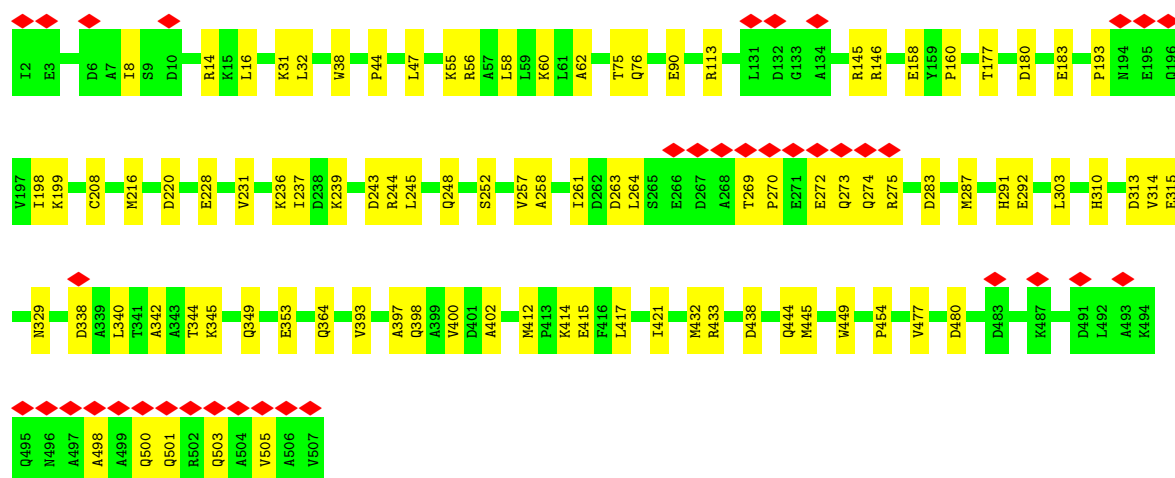 I2 E3 D6 A7 I8 S9 D10 R14 K15 L16 K31 L32 W38 P44 L47 K55 R56 A57 L58 L59 K60 L61 A62 T75 Q76 E90 R113 L131 D132 G133 A134 R145 R146 E158 Y159 P160 T177 D180 E183 P193 N194 E195 Q196
V197 I198 K199 C208 M216 D220 E228 V231 K236 I237 D238 K239 D243 R244 L245 Q248 S252 V257 A258 I261 D262 D263 L264 S265 E266 D267 A268 T269 P270 E271 E272 Q273 Q274 R275 D283 M287 H291 E292 L303 H310 D313 V314 E315
N329 D338 A339 L340 T341 A342 A343 T344 K345 Q349 E353 Q364 V393 A397 Q398 A399 V400 D401 A402 M412 P413 K414 E415 F416 L417 I421 M432 R433 D438 Q444 M445 W449 P454 V477 D480 D483 K487 D491 L492 A493 K494
Q495 N496 A497 A498 A499 Q500 Q501 R502 Q503 A504 V505 A506 V507